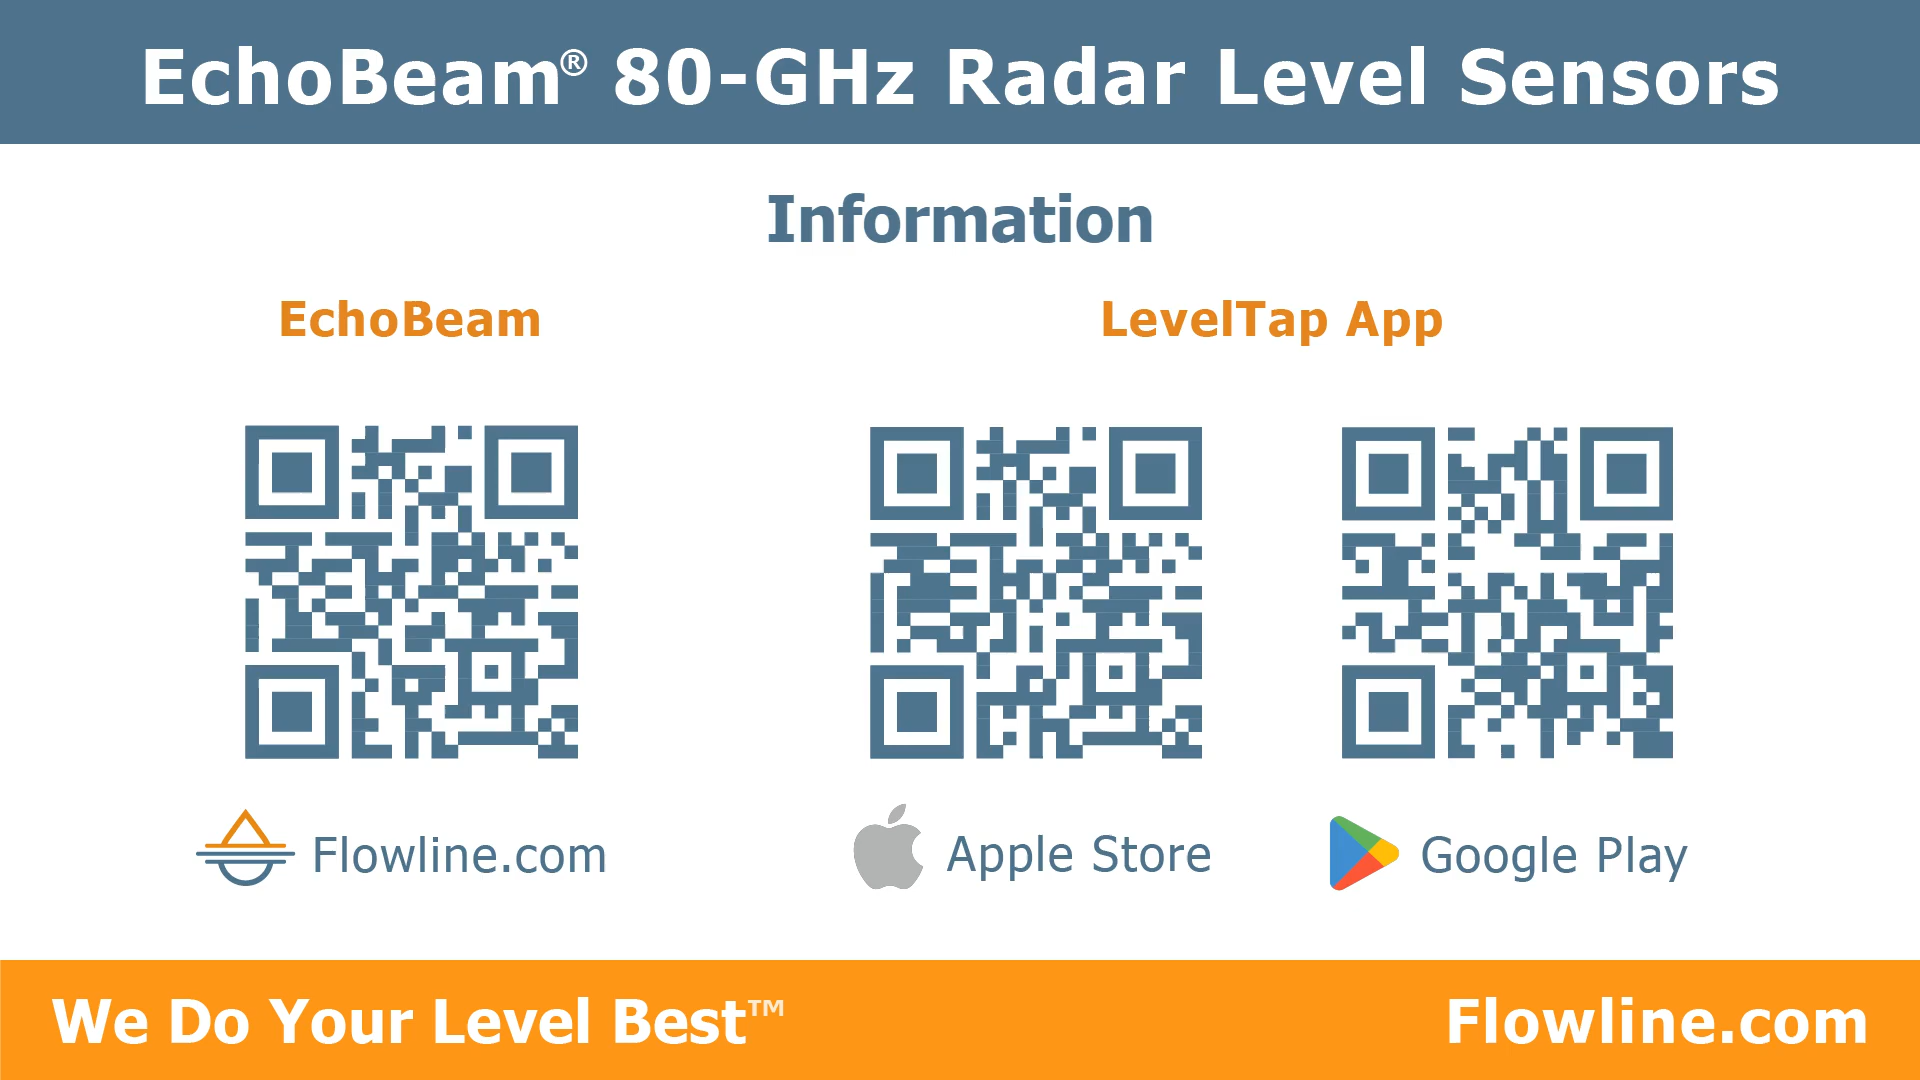 EchoBeam® 80-GHz Radar Level Sensors
Information
EchoBeam
LevelTap App
Flowline.com
Apple Store
Google Play
We Do Your Level Best™
Flowline.com